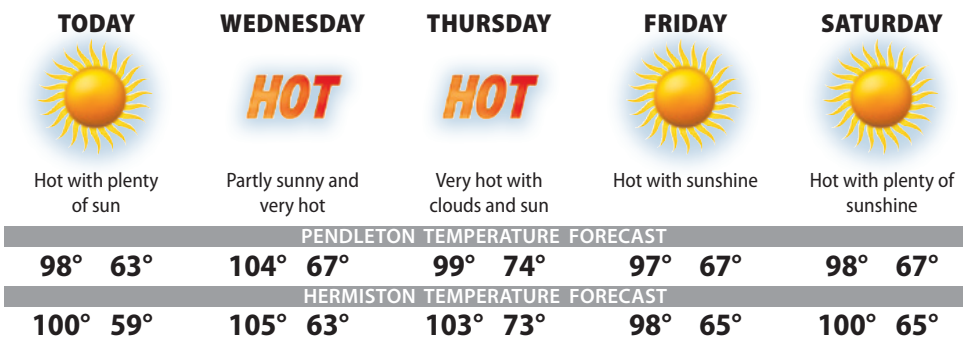 TODAY WEDNESDAY THURSDAY FRIDAY SATURDAY
HOT HOT
Hot with plenty Partly sunny and Very hot with Hot with sunshine Hot with plenty of
of sun very hot clouds and sun sunshine
PENDLETON TEMPERATURE FORECAST
98° 63° 104° 67° 99° 74° 97° 67° 98° 67°
HERMISTON TEMPERATURE FORECAST
100° 59° 105° 63° 103° 73° 98° 65° 100° 65°